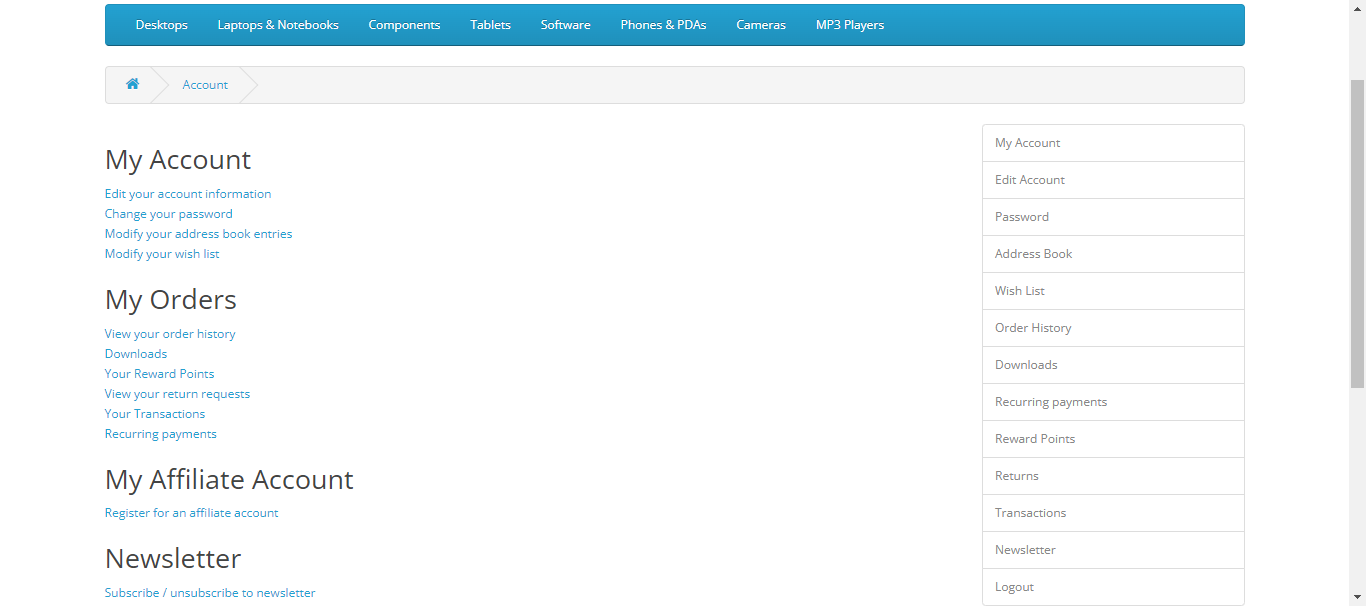 Desktops Laptops & Notebooks Components Tablets Software Phones & PDAs Cameras MP3 Players
Account
My Account
Edit your account information
Change your password
Modify your address book entries
Modify your wish list
My Orders
View your order history
Downloads
Your Reward Points
View your return requests
Your Transactions
Recurring payments
My Affiliate Account
Register for an affiliate account
Newsletter
Subscribe / unsubscribe to newsletter
My Account
Edit Account
Password
Address Book
Wish List
Order History
Downloads
Recurring payments
Reward Points
Returns
Transactions
Newsletter
Logout